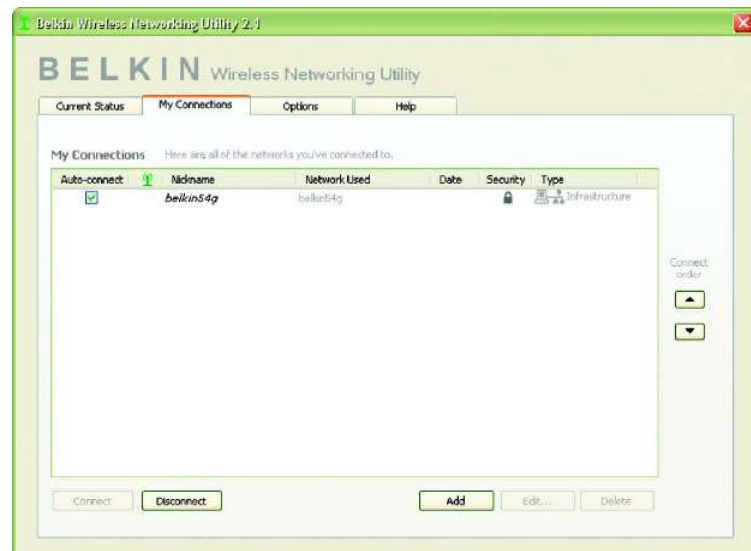 Belkin Wireless Networking Utility 2.1
BELKIN Wireless Networking Utility
Current Status My Connections Options Help
My Connections Here are all of the networks you've connected to.
Auto-connect Nickname Network Used Date Security Type
belkin54g belkin54g Infrastructure
Connect order
Connect Disconnect Add Edit... Delete